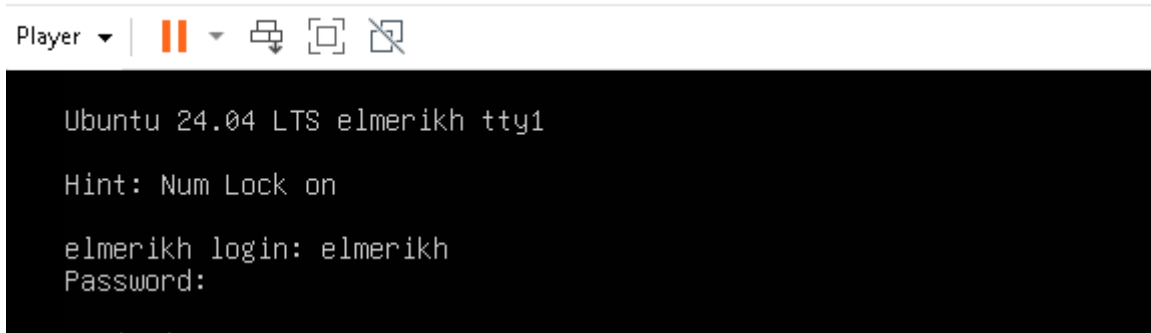 Player
Ubuntu 24.04 LTS elmerikh tty1
Hint: Num Lock on
elmerikh login: elmerikh
Password: